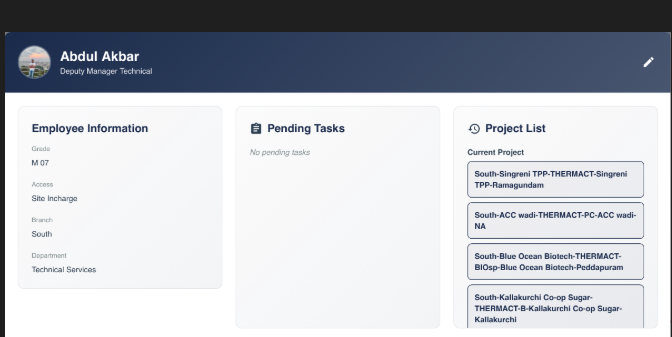 Abdul Akbar
Deputy Manager Technical
Employee Information
Grade
M 07
Access
Site Incharge
Branch
South
Department
Technical Services
Pending Tasks
No pending tasks
Project List
Current Project
South-Singreni TPP-THERMACT-Singreni
TPP-Ramagundam
South-ACC wadi-THERMACT-PC-ACC wadi-
NA
South-Blue Ocean Biotech-THERMACT-
BIOsp-Blue Ocean Biotech-Peddapuram
South-Kallakurchi Co-op Sugar-
THERMACT-B-Kallakurchi Co-op Sugar-
Kallakurchi